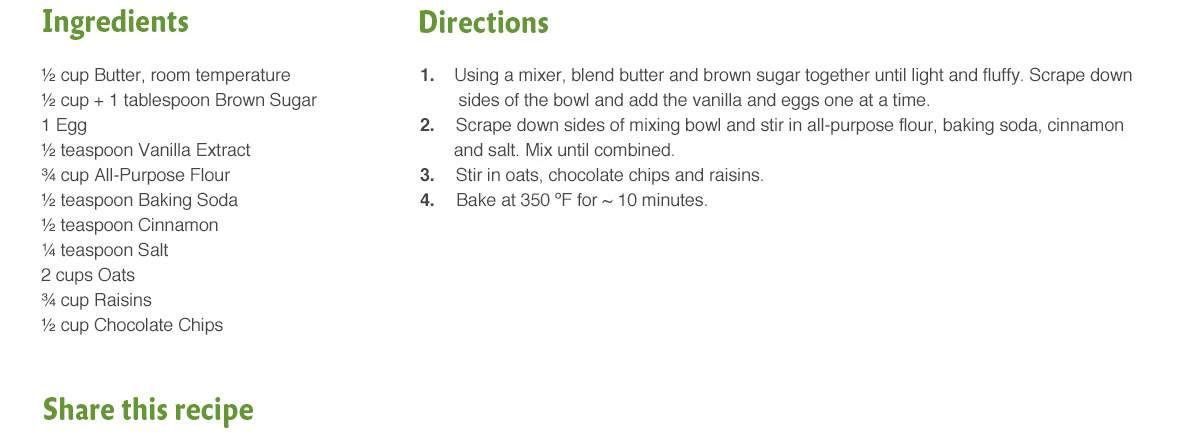 Ingredients
½ cup Butter, room temperature
½ cup + 1 tablespoon Brown Sugar
1 Egg
½ teaspoon Vanilla Extract
¾ cup All-Purpose Flour
½ teaspoon Baking Soda
½ teaspoon Cinnamon
¼ teaspoon Salt
2 cups Oats
¾ cup Raisins
½ cup Chocolate Chips
Directions
1. Using a mixer, blend butter and brown sugar together until light and fluffy. Scrape down
sides of the bowl and add the vanilla and eggs one at a time.
2. Scrape down sides of mixing bowl and stir in all-purpose flour, baking soda, cinnamon
and salt. Mix until combined.
3. Stir in oats, chocolate chips and raisins.
4. Bake at 350 ºF for ~ 10 minutes.
Share this recipe